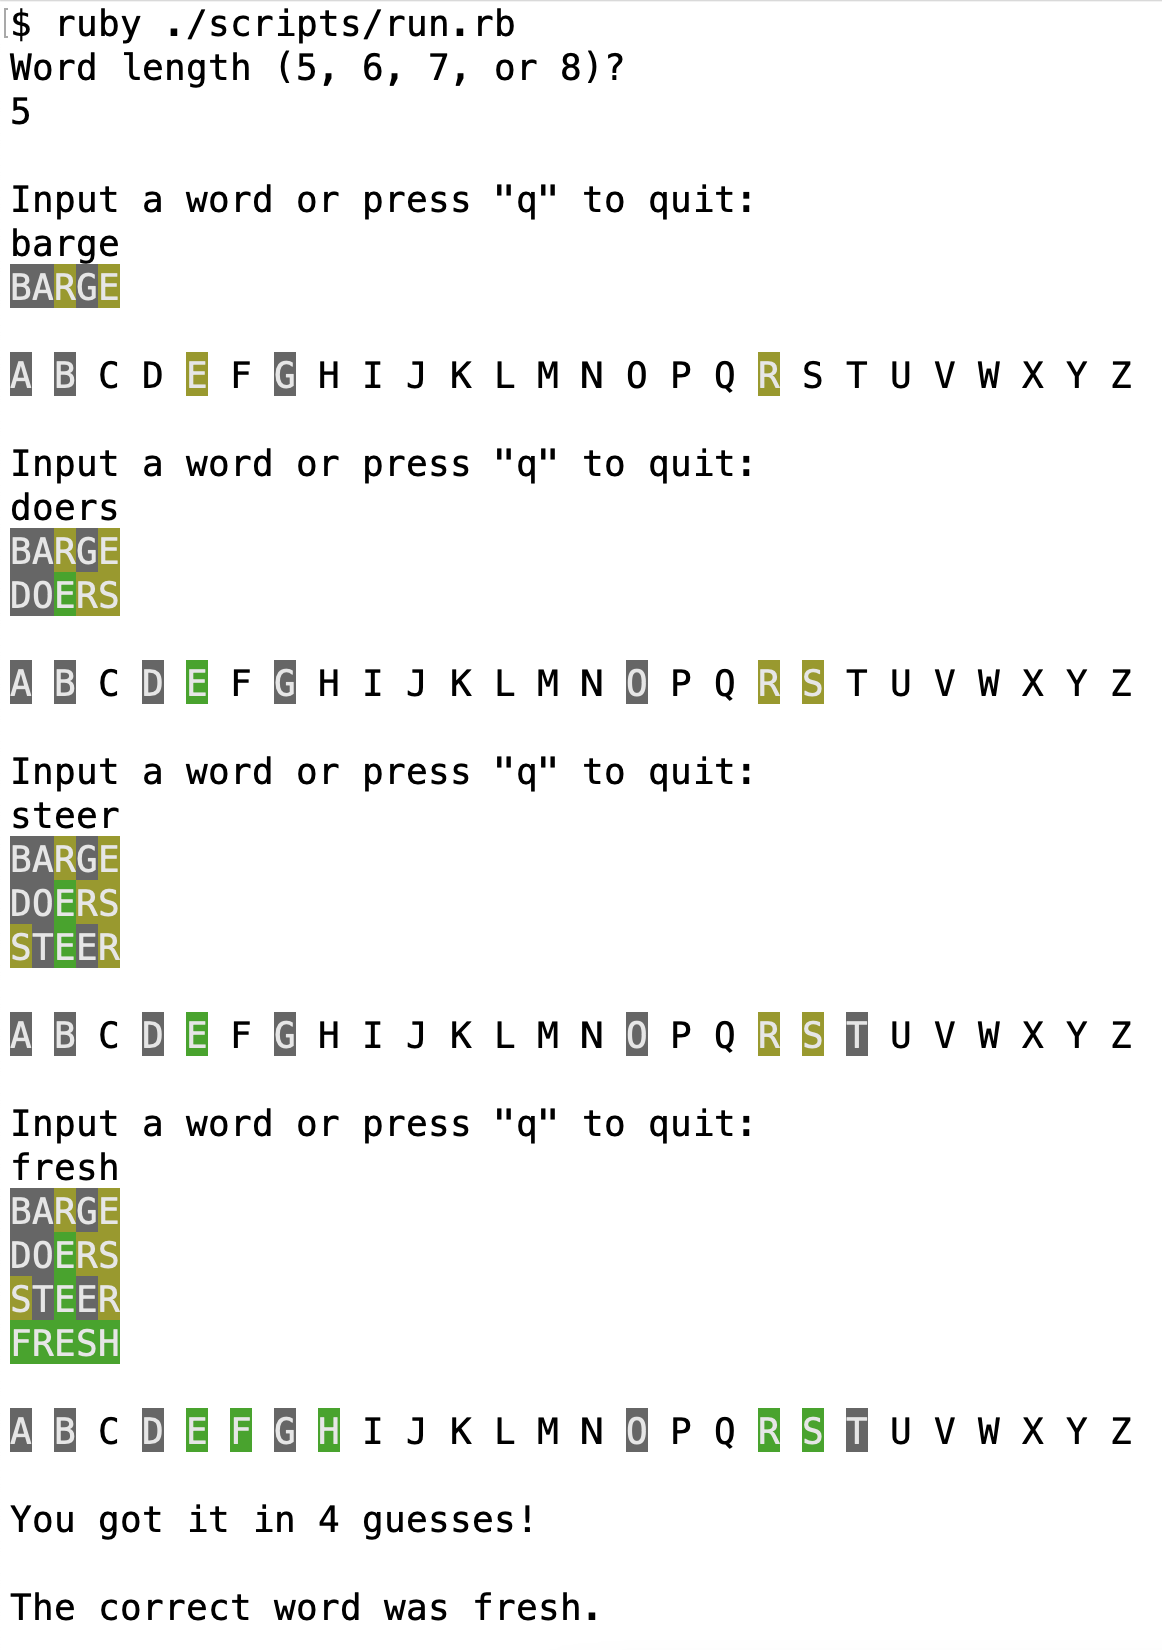 $ ruby ./scripts/run.rb
Word length (5, 6, 7, or 8)?
5
Input a word or press "q" to quit:
barge
BARGE
A B C D E F G H I J K L M N O P Q R S T U V W X Y Z
Input a word or press "q" to quit:
doers
BARGE
DOERS
A B C D E F G H I J K L M N O P Q R S T U V W X Y Z
Input a word or press "q" to quit:
steer
BARGE
DOERS
STEER
A B C D E F G H I J K L M N O P Q R S T U V W X Y Z
Input a word or press "q" to quit:
fresh
BARGE
DOERS
STEER
FRESH
A B C D E F G H I J K L M N O P Q R S T U V W X Y Z
You got it in 4 guesses!
The correct word was fresh.